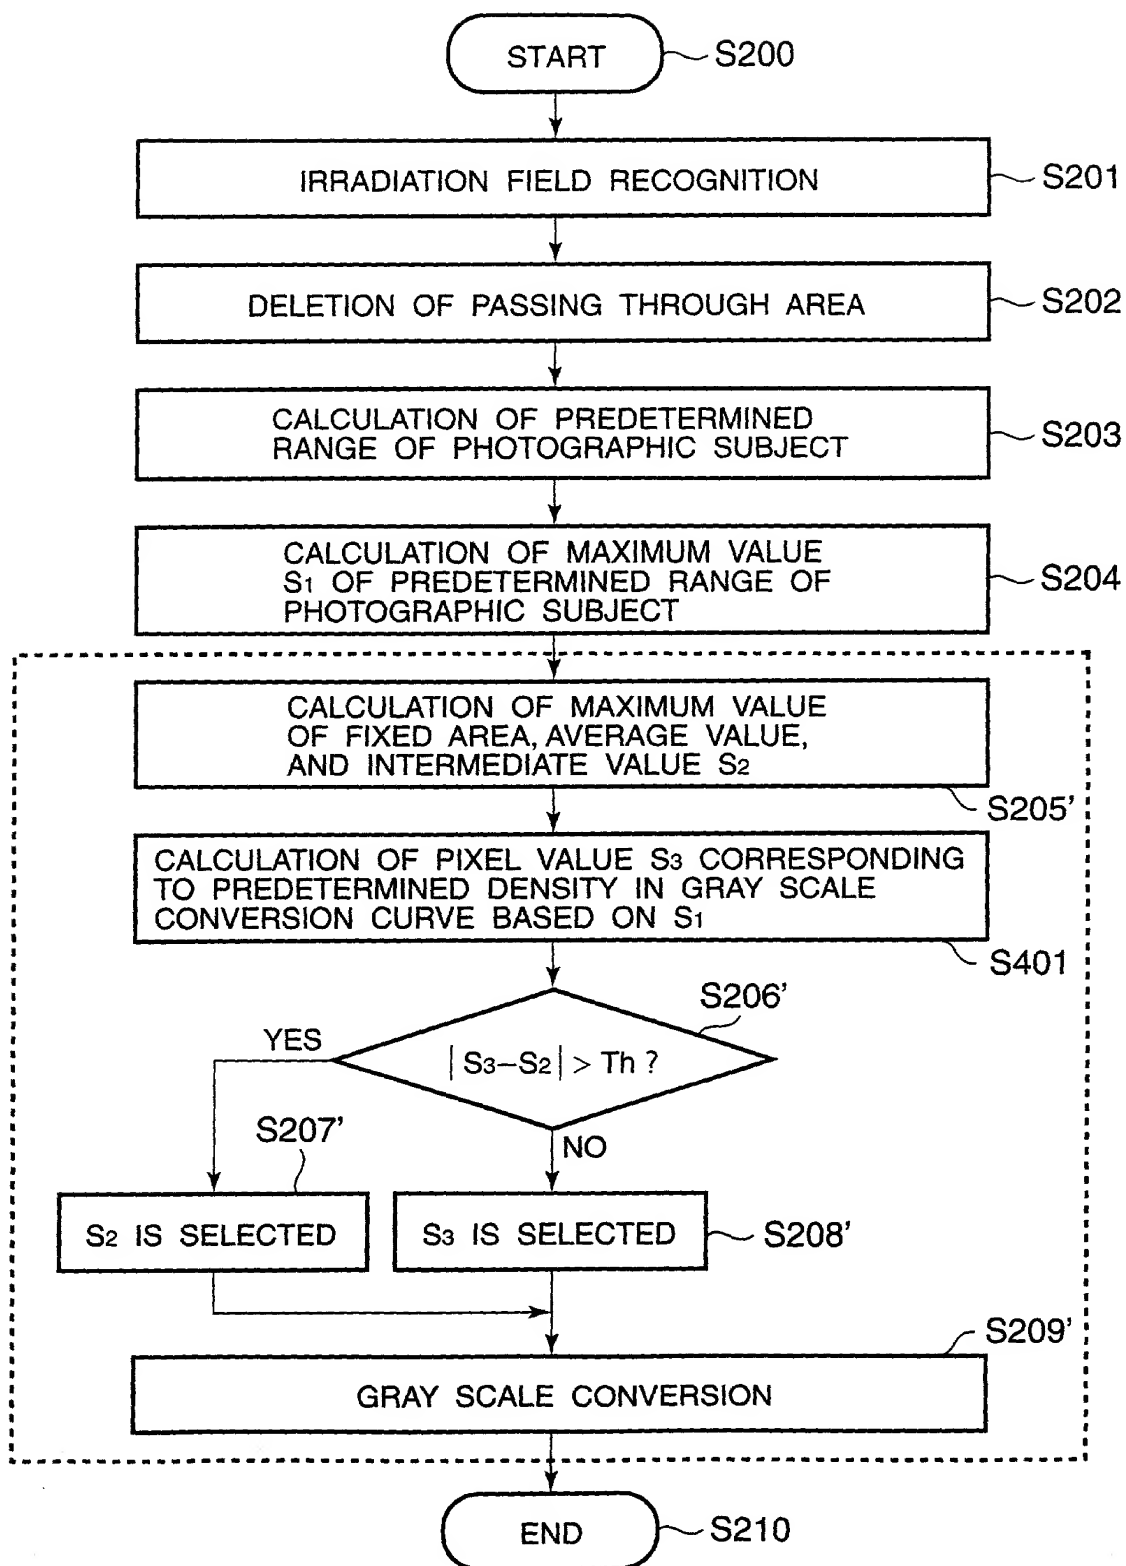 START
S200
IRRADIATION FIELD RECOGNITION
S201
DELETION OF PASSING THROUGH AREA
S202
CALCULATION OF PREDETERMINED
RANGE OF PHOTOGRAPHIC SUBJECT
S203
CALCULATION OF MAXIMUM VALUE
S1 OF PREDETERMINED RANGE OF
PHOTOGRAPHIC SUBJECT
S204
CALCULATION OF MAXIMUM VALUE
OF FIXED AREA, AVERAGE VALUE,
AND INTERMEDIATE VALUE S2
S205'
CALCULATION OF PIXEL VALUE S3 CORRESPONDING
TO PREDETERMINED DENSITY IN GRAY SCALE
CONVERSION CURVE BASED ON S1
S401
S206'
YES
|S3–S2| > Th ?
S207'
NO
S2 IS SELECTED
S3 IS SELECTED
S208'
S209'
GRAY SCALE CONVERSION
END
S210